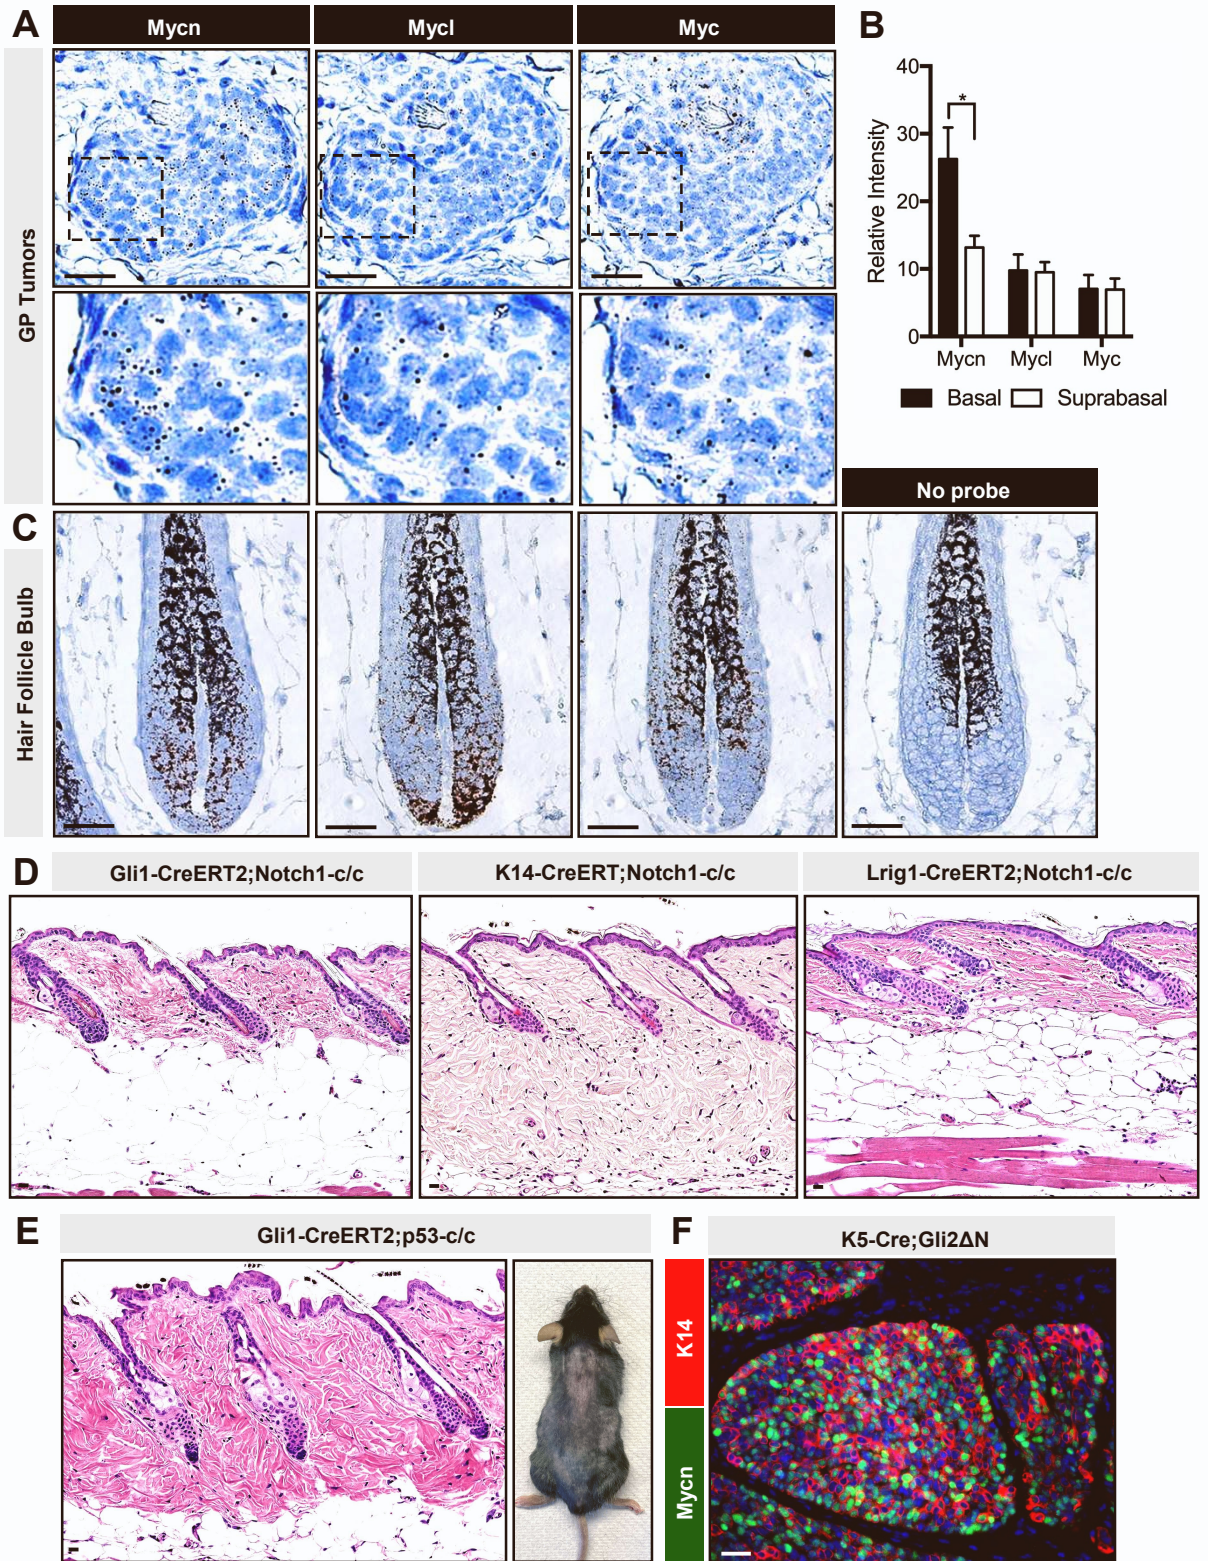 A
Mycn
Mycl
Myc
B
GP Tumors
40
30
20
10
0
Relative Intensity
*
Mycn
Mycl
Myc
Basal
Suprabasal
No probe
C
Hair Follicle Bulb
D
Gli1-CreERT2;Notch1-c/c
K14-CreERT;Notch1-c/c
Lrig1-CreERT2;Notch1-c/c
E
Gli1-CreERT2;p53-c/c
F
K5-Cre;Gli2ΔN
K14
Mycn